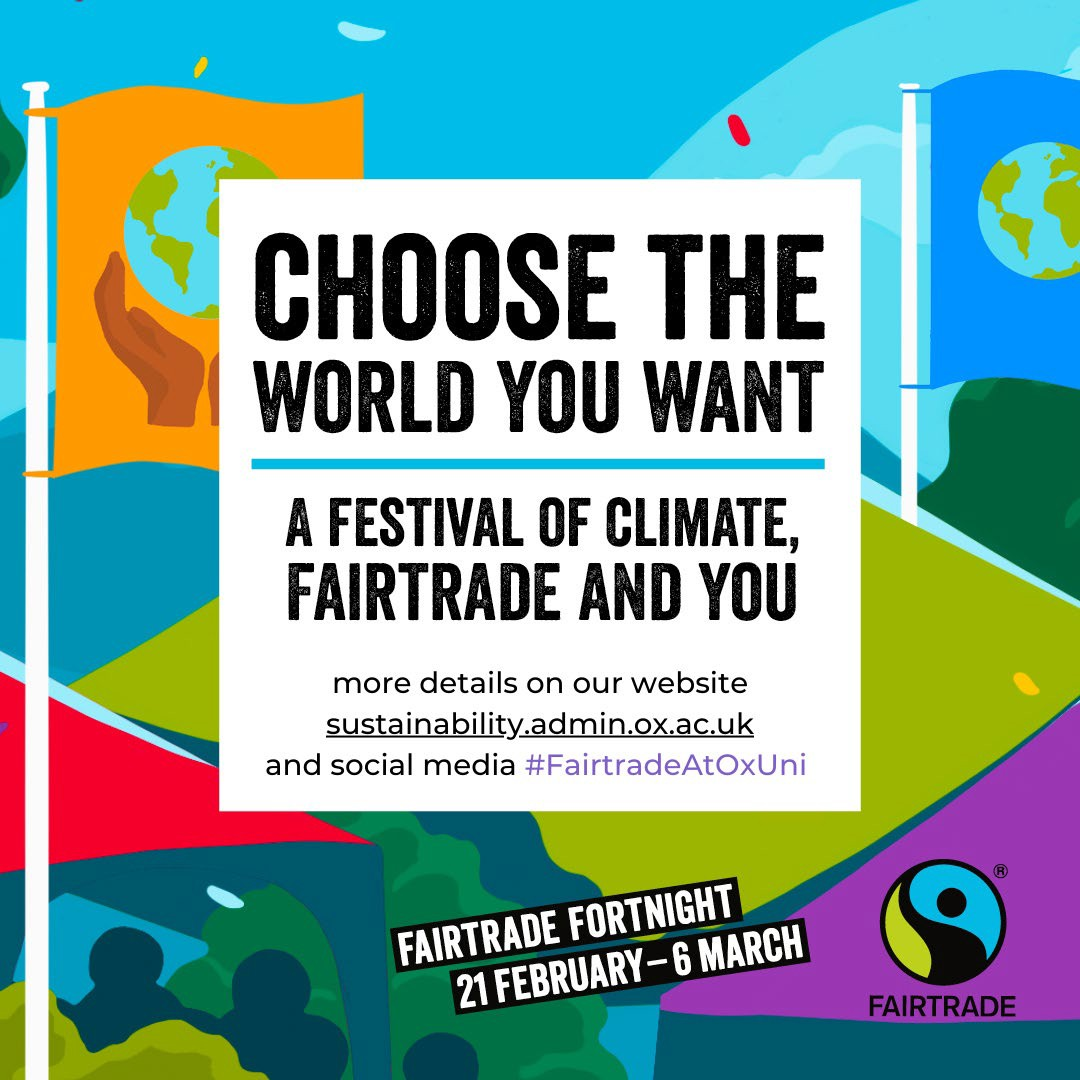 CHOOSE THE
WORLD YOU WANT
A FESTIVAL OF CLIMATE,
FAIRTRADE AND YOU
more details on our website
sustainability.admin.ox.ac.uk
and social media #FairtradeAtOxUni
FAIRTRADE FORTNIGHT
21 FEBRUARY – 6 MARCH
®
FAIRTRADE